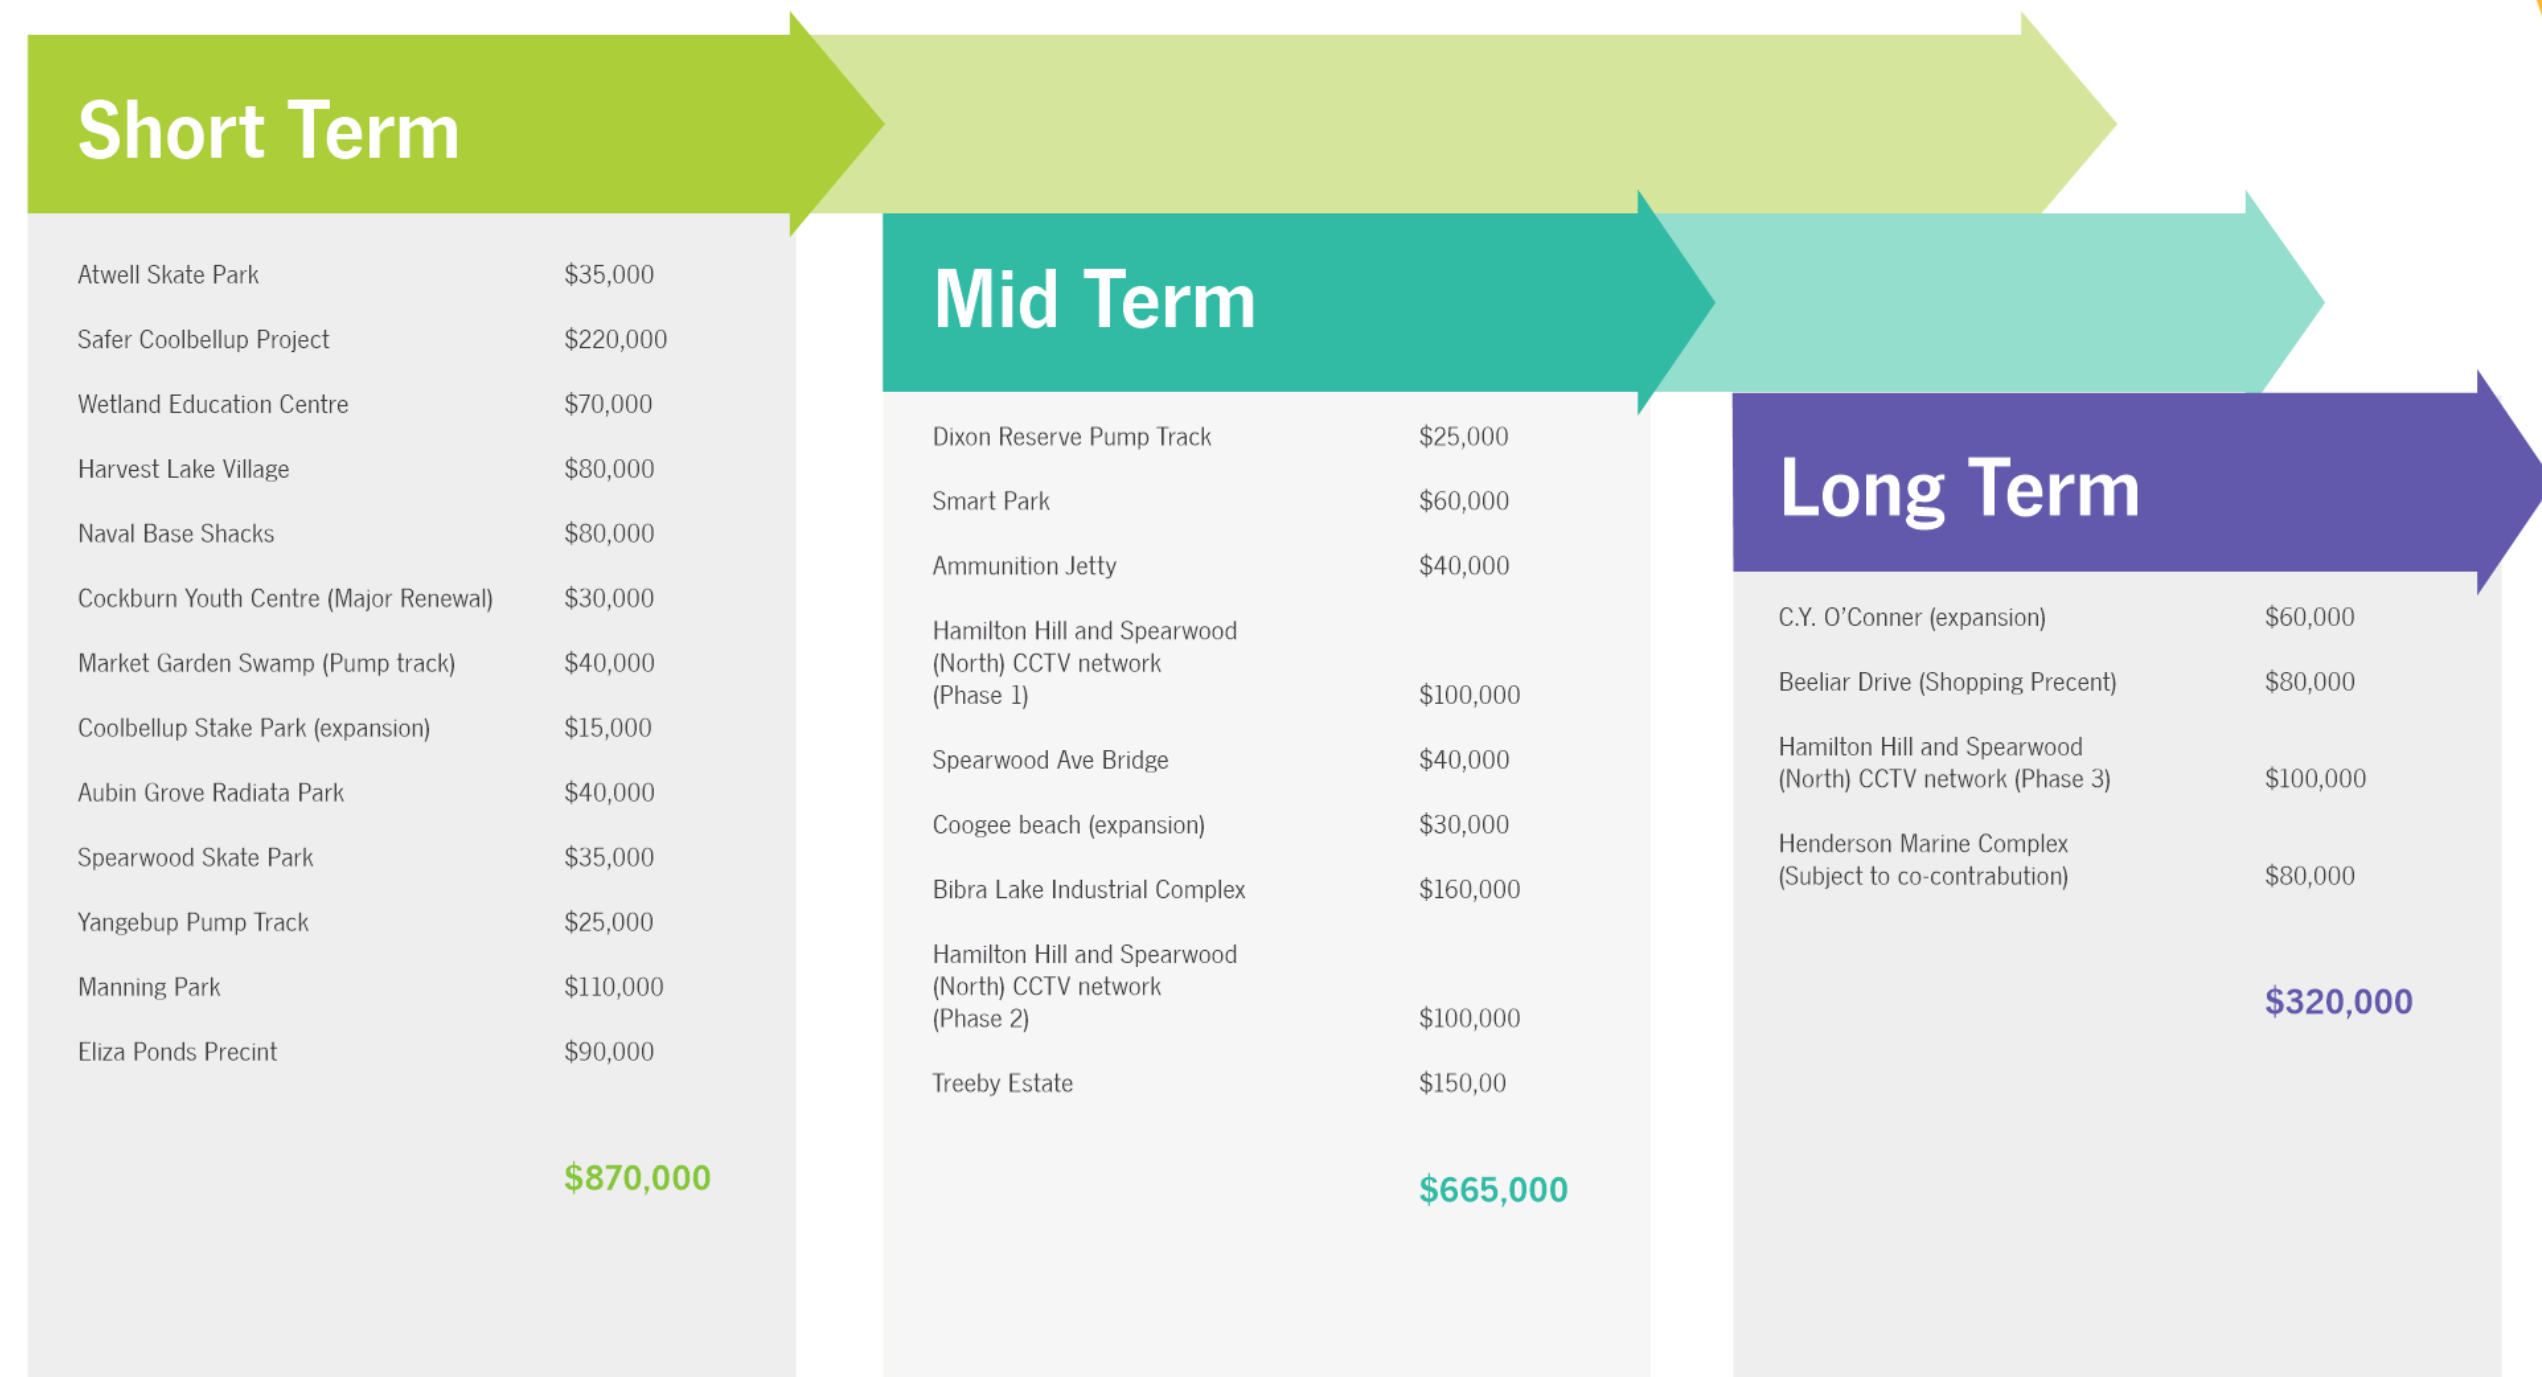 Short Term
Atwell Skate Park $35,000
Safer Coolbellup Project $220,000
Wetland Education Centre $70,000
Harvest Lake Village $80,000
Naval Base Shacks $80,000
Cockburn Youth Centre (Major Renewal) $30,000
Market Garden Swamp (Pump track) $40,000
Coolbellup Stake Park (expansion) $15,000
Aubin Grove Radiata Park $40,000
Spearwood Skate Park $35,000
Yangebup Pump Track $25,000
Manning Park $110,000
Eliza Ponds Precint $90,000
$870,000
Mid Term
Dixon Reserve Pump Track $25,000
Smart Park $60,000
Ammunition Jetty $40,000
Hamilton Hill and Spearwood
(North) CCTV network
(Phase 1) $100,000
Spearwood Ave Bridge $40,000
Coogee beach (expansion) $30,000
Bibra Lake Industrial Complex $160,000
Hamilton Hill and Spearwood
(North) CCTV network
(Phase 2) $100,000
Treeby Estate $150,00
$665,000
Long Term
C.Y. O’Conner (expansion) $60,000
Beeliar Drive (Shopping Precent) $80,000
Hamilton Hill and Spearwood
(North) CCTV network (Phase 3) $100,000
Henderson Marine Complex
(Subject to co-contrabution) $80,000
$320,000